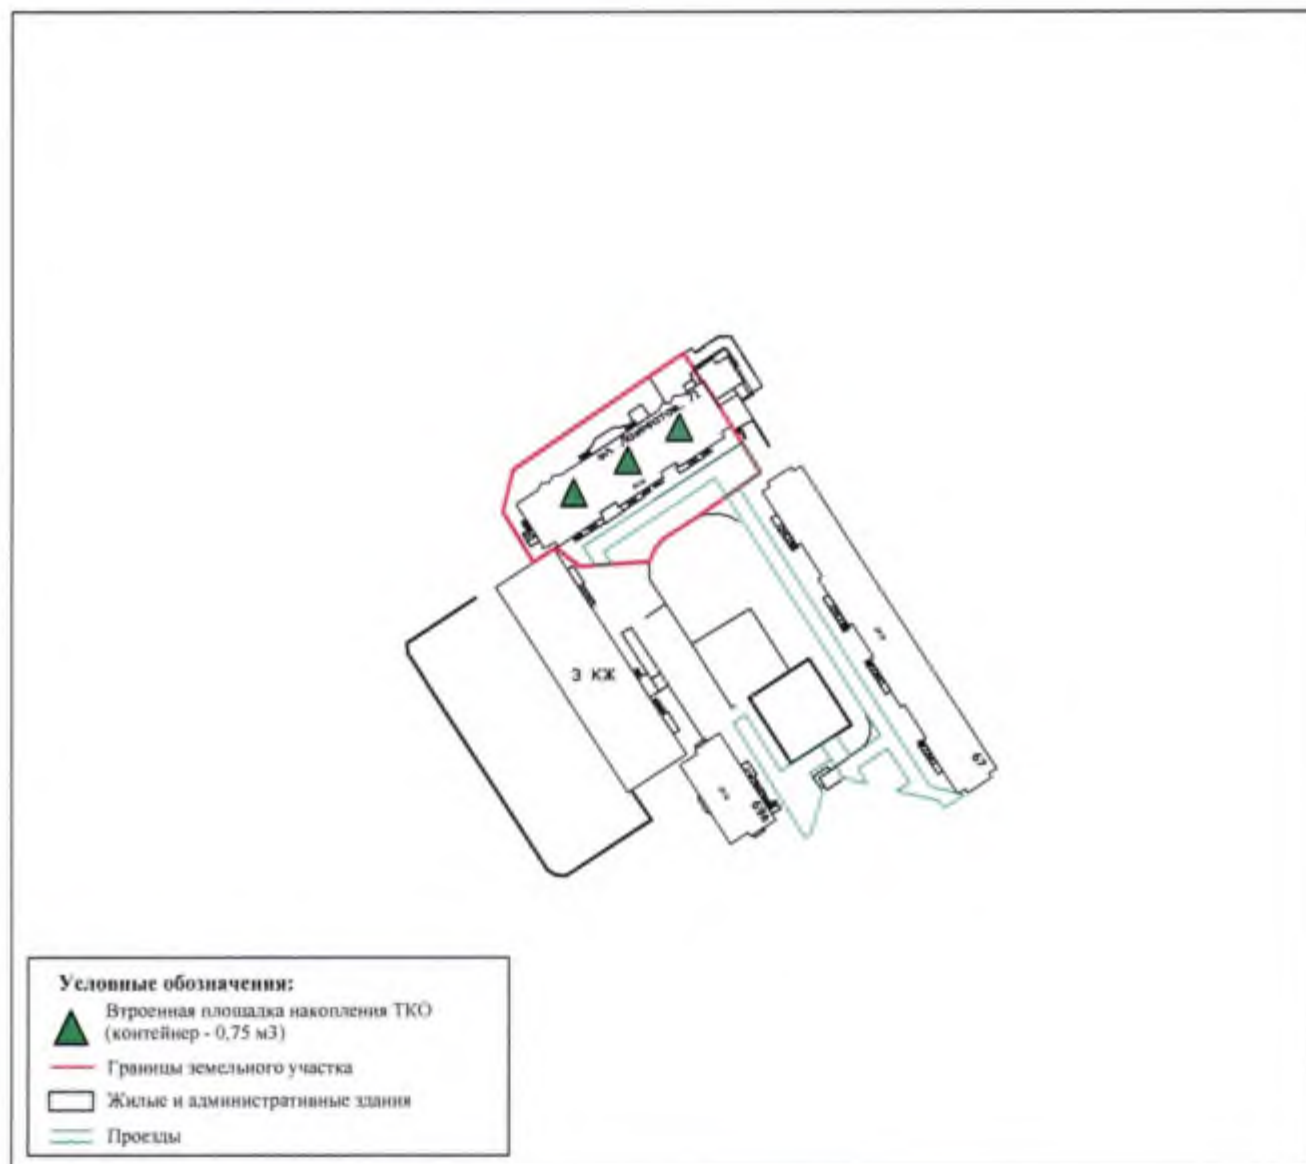 3 КЖ
67
69а
Условные обозначения:
Втроенная площадка накопления ТКО
(контейнер - 0,75 м3)
Границы земельного участка
Жилые и административные здания
Проезды